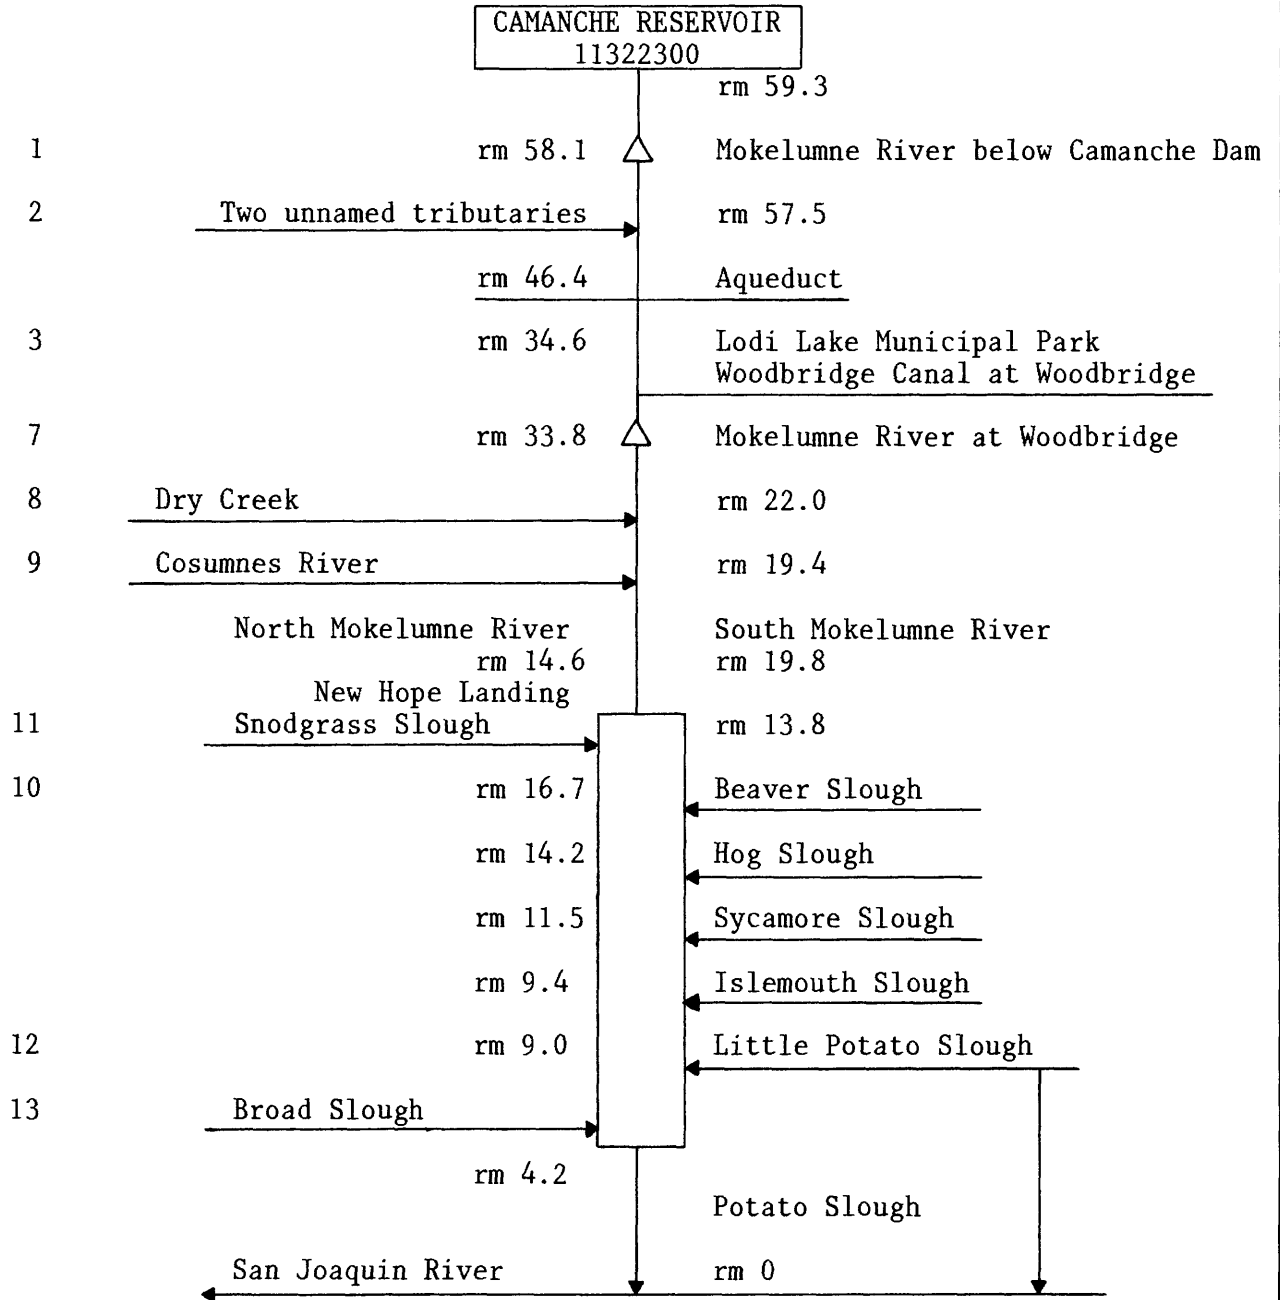 CAMANCHE RESERVOIR
11322300
rm 59.3
1 rm 58.1 Mokelumne River below Camanche Dam
2 Two unnamed tributaries rm 57.5
rm 46.4 Aqueduct
3 rm 34.6 Lodi Lake Municipal Park
Woodbridge Canal at Woodbridge
7 rm 33.8 Mokelumne River at Woodbridge
8 Dry Creek rm 22.0
9 Cosumnes River rm 19.4
North Mokelumne River South Mokelumne River
rm 14.6 rm 19.8
New Hope Landing
11 Snodgrass Slough rm 13.8
10 rm 16.7 Beaver Slough
rm 14.2 Hog Slough
rm 11.5 Sycamore Slough
rm 9.4 Islemouth Slough
12 rm 9.0 Little Potato Slough
13 Broad Slough
rm 4.2
Potato Slough
San Joaquin River rm 0